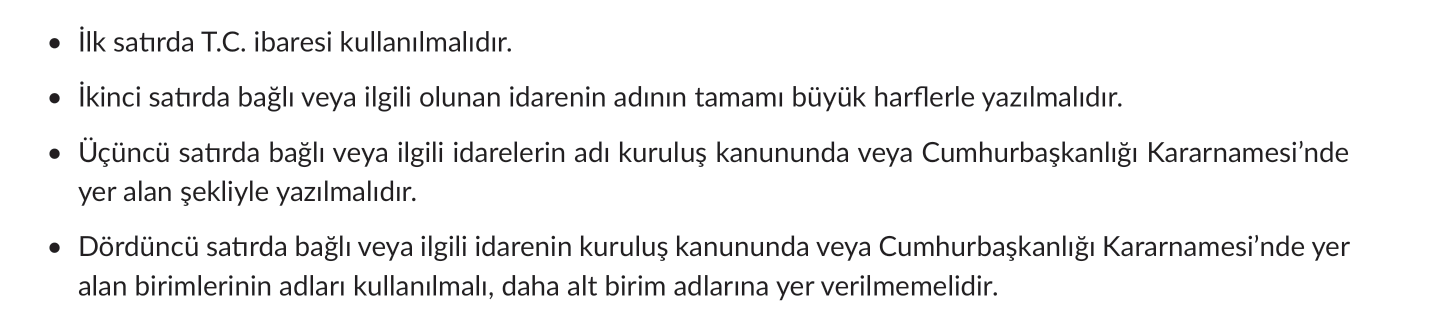 • İlk satırda T.C. ibaresi kullanılmalıdır.
• İkinci satırda bağlı veya ilgili olunan idarenin adının tamamı büyük harflerle yazılmalıdır.
• Üçüncü satırda bağlı veya ilgili idarelerin adı kuruluş kanununda veya Cumhurbaşkanlığı Kararnamesi’nde
yer alan şekliyle yazılmalıdır.
• Dördüncü satırda bağlı veya ilgili idarenin kuruluş kanununda veya Cumhurbaşkanlığı Kararnamesi’nde yer
alan birimlerinin adları kullanılmalı, daha alt birim adlarına yer verilmemelidir.